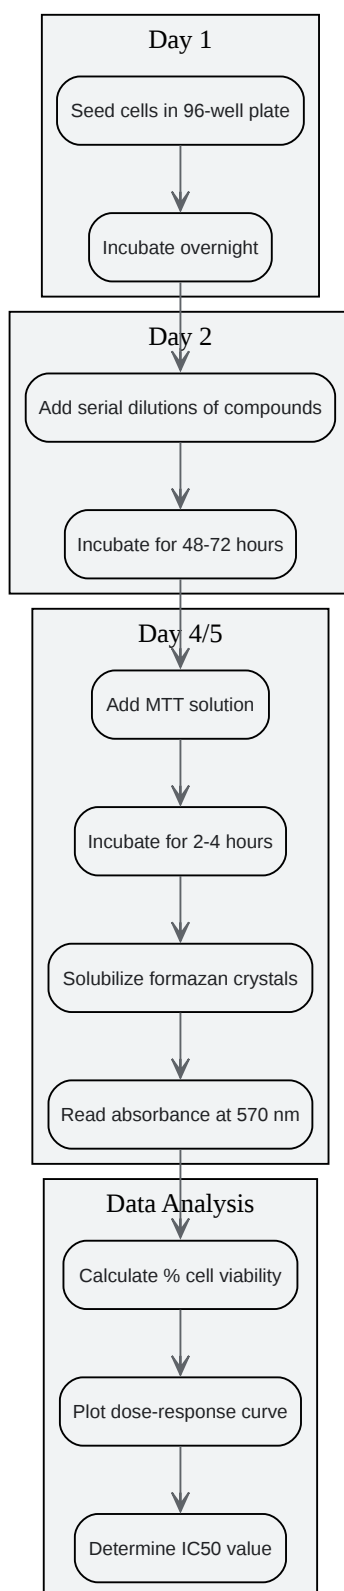 Day 1
Seed cells in 96-well plate
Incubate overnight
Day 2
Add serial dilutions of compounds
Incubate for 48-72 hours
Day 4/5
Add MTT solution
Incubate for 2-4 hours
Solubilize formazan crystals
Read absorbance at 570 nm
Data Analysis
Calculate % cell viability
Plot dose-response curve
Determine IC50 value